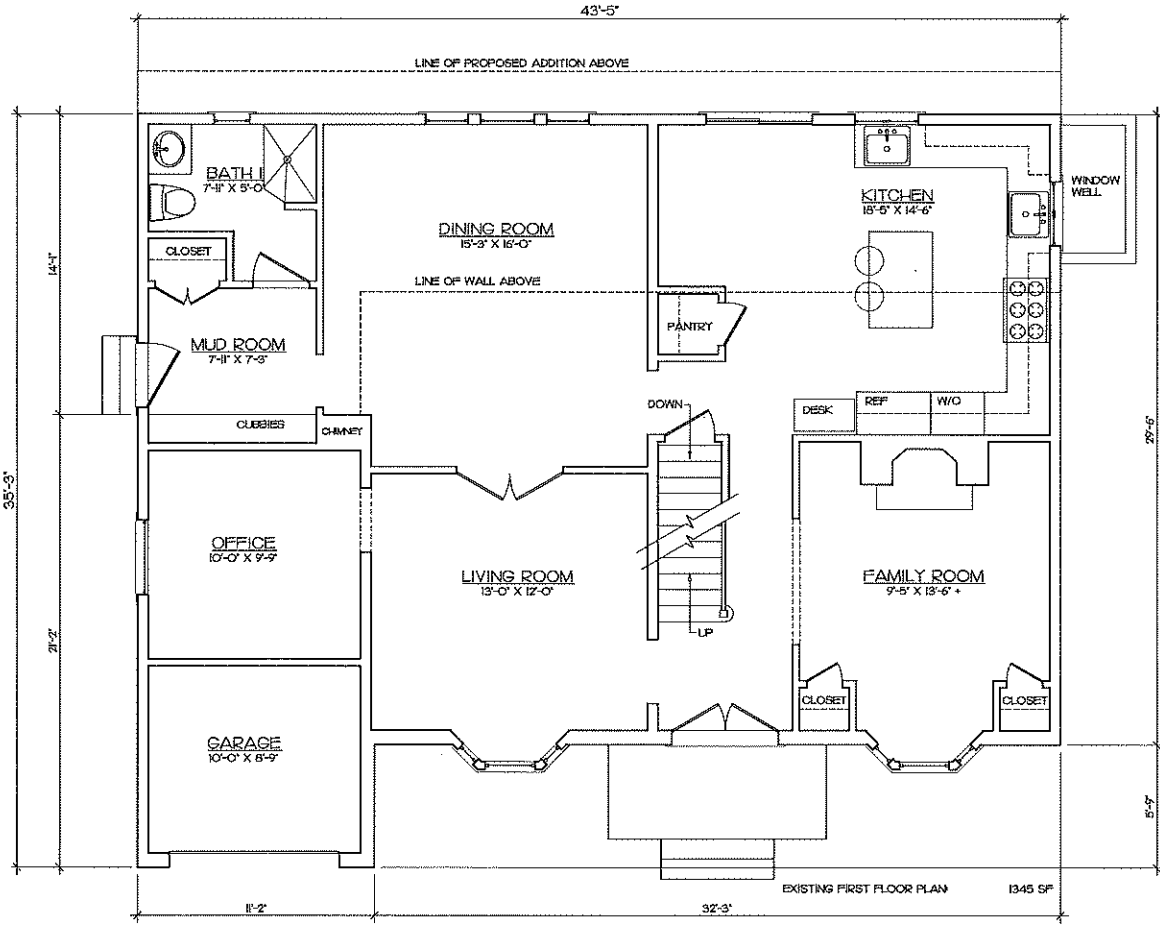 43'-5"
LINE OF PROPOSED ADDITION ABOVE
BATH 1
7'-11" X 5'-0"
WINDOW
WELL
KITCHEN
18'-5" X 14'-6"
DINING ROOM
15'-3" X 16'-0"
CLOSET
14'-1"
LINE OF WALL ABOVE
PANTRY
MUD ROOM
7'-11" X 7'-3"
DOWN
REF
W/O
DESK
CUBBIES
CHIMNEY
29'-6"
35'-3"
OFFICE
10'-0" X 9'-9"
LIVING ROOM
13'-0" X 12'-0"
FAMILY ROOM
9'-5" X 13'-6" +
21'-2"
UP
CLOSET
CLOSET
GARAGE
10'-0" X 8'-9"
5'-9"
EXISTING FIRST FLOOR PLAN
1345 SF
11'-2"
32'-3"